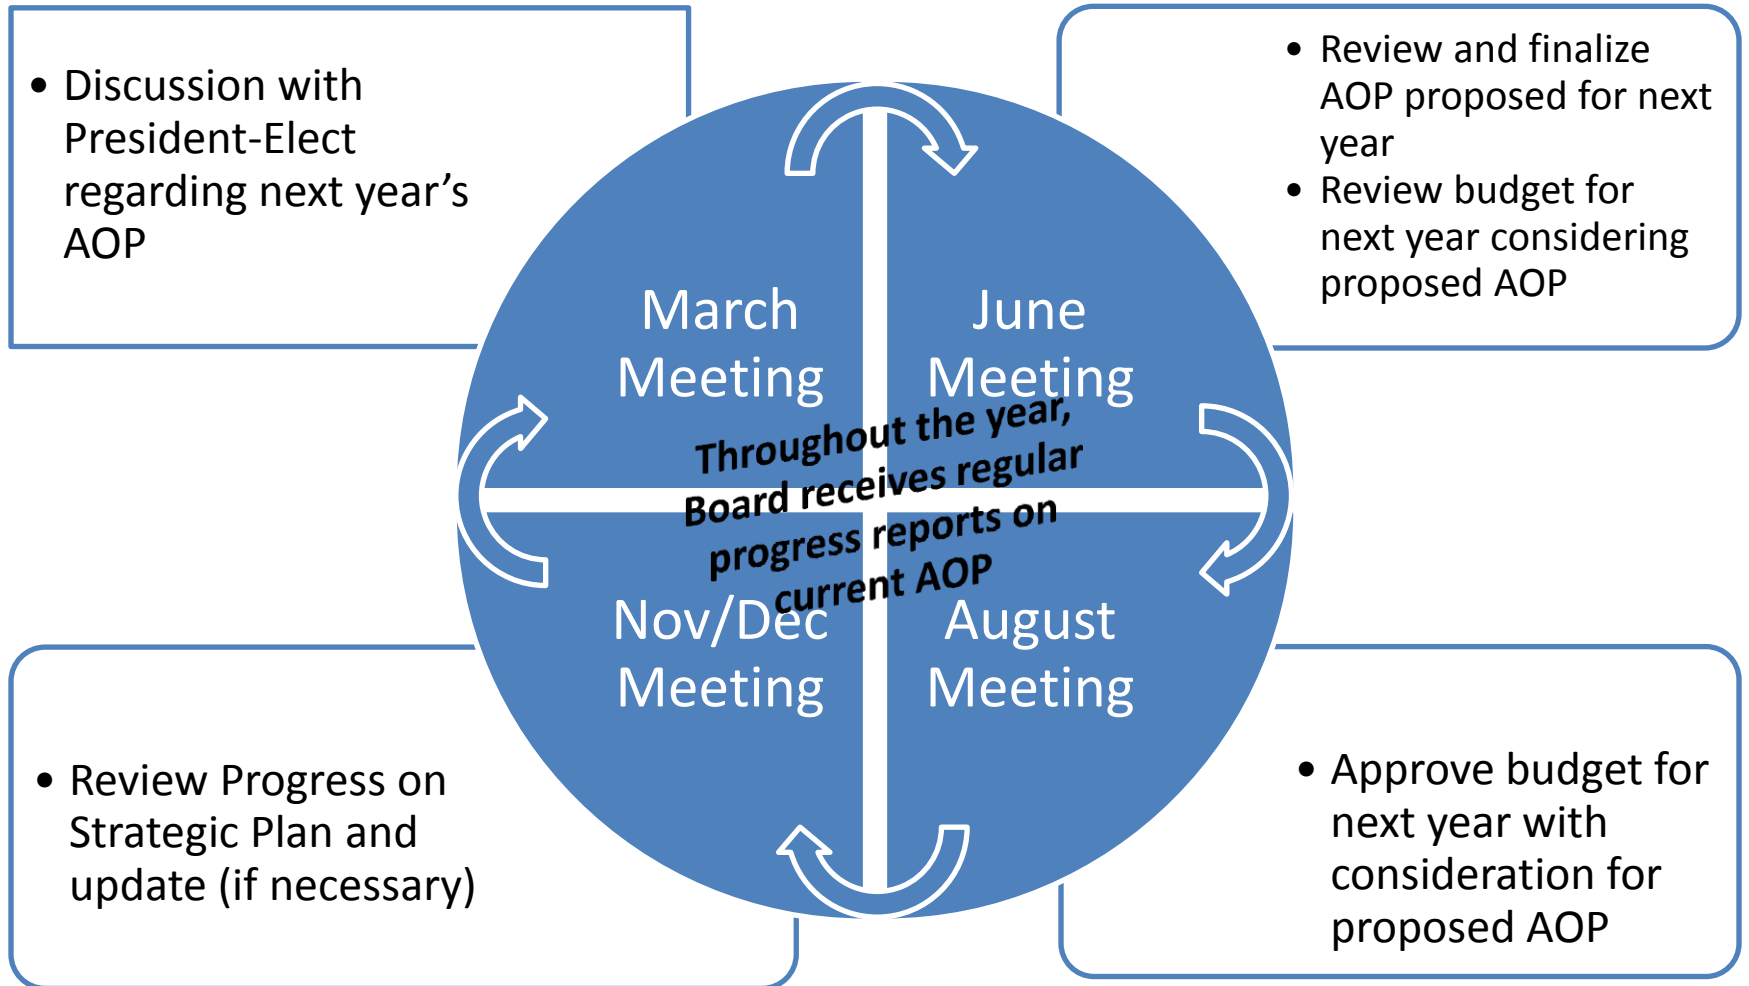 • Discussion with
President-Elect
regarding next year’s
AOP
• Review and finalize
AOP proposed for next
year
• Review budget for
next year considering
proposed AOP
March
Meeting
June
Meeting
Throughout the year,
Board receives regular
progress reports on
current AOP
Nov/Dec
Meeting
August
Meeting
• Review Progress on
Strategic Plan and
update (if necessary)
• Approve budget for
next year with
consideration for
proposed AOP